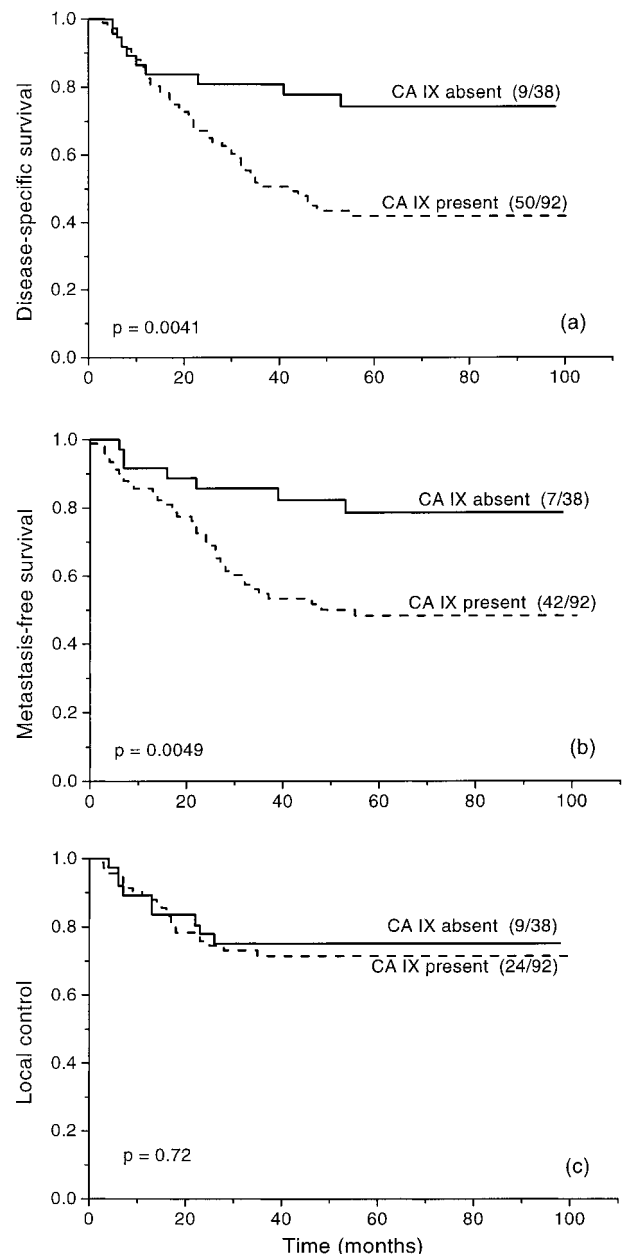 Disease-specific survival
1.0
0.8
0.6
0.4
0.2
0.0
CA IX absent (9/38)
CA IX present (50/92)
p = 0.0041
(a)
0 20 40 60 80 100
Metastasis-free survival
1.0
0.8
0.6
0.4
0.2
0.0
CA IX absent (7/38)
CA IX present (42/92)
p = 0.0049
(b)
0 20 40 60 80 100
Local control
1.0
0.8
0.6
0.4
0.2
0.0
CA IX absent (9/38)
CA IX present (24/92)
p = 0.72
(c)
0 20 40 60 80 100
Time (months)